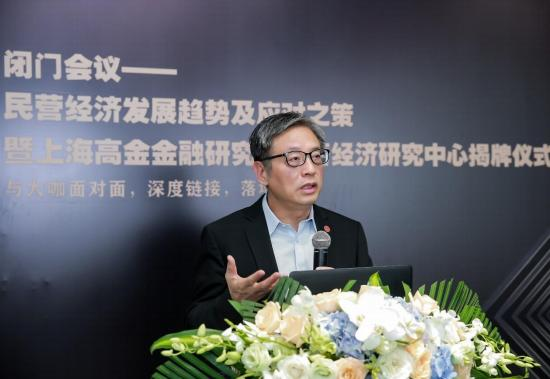 闭门会议——
民营经济发展趋势及应对之策
暨上海高金金融研究 经济研究中心揭牌仪式
与大咖面对面，深度链接，落